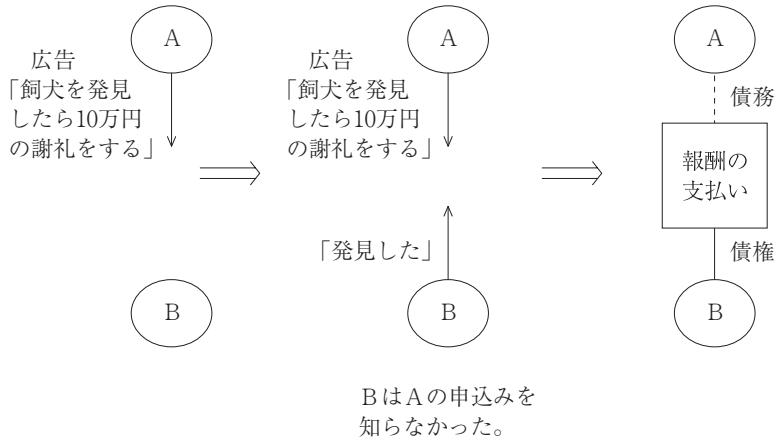 A
広告
「飼犬を発見
したら10万円
の謝礼をする」
B
A
広告
「飼犬を発見
したら10万円
の謝礼をする」
「発見した」
B
BはAの申込みを
知らなかった。
A
債務
報酬の
支払い
債権
B